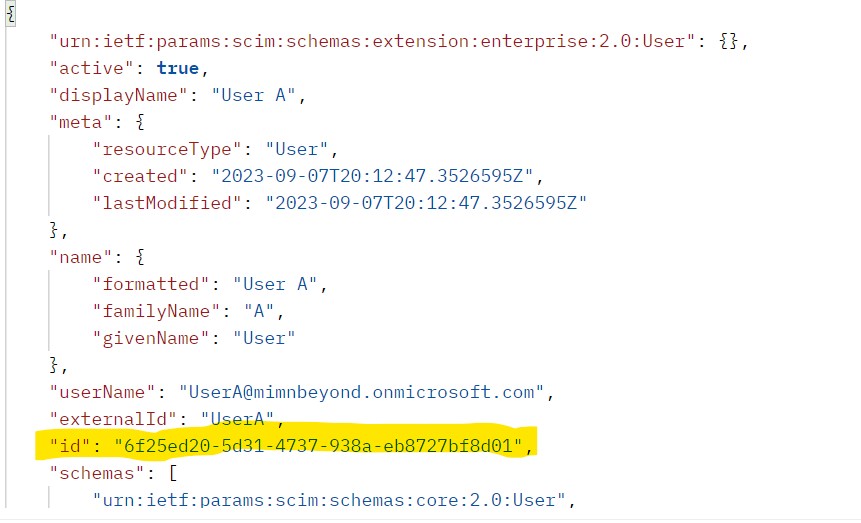 {
"urn:ietf:params:scim:schemas:extension:enterprise:2.0:User": {},
"active": true,
"displayName": "User A",
"meta": {
"resourceType": "User",
"created": "2023-09-07T20:12:47.3526595Z",
"lastModified": "2023-09-07T20:12:47.3526595Z"
},
"name": {
"formatted": "User A",
"familyName": "A",
"givenName": "User"
},
"userName": "UserA@mimnbeyond.onmicrosoft.com",
"externalId": "UserA",
"id": "6f25ed20-5d31-4737-938a-eb8727bf8d01",
"schemas": [
"urn:ietf:params:scim:schemas:core:2.0:User",